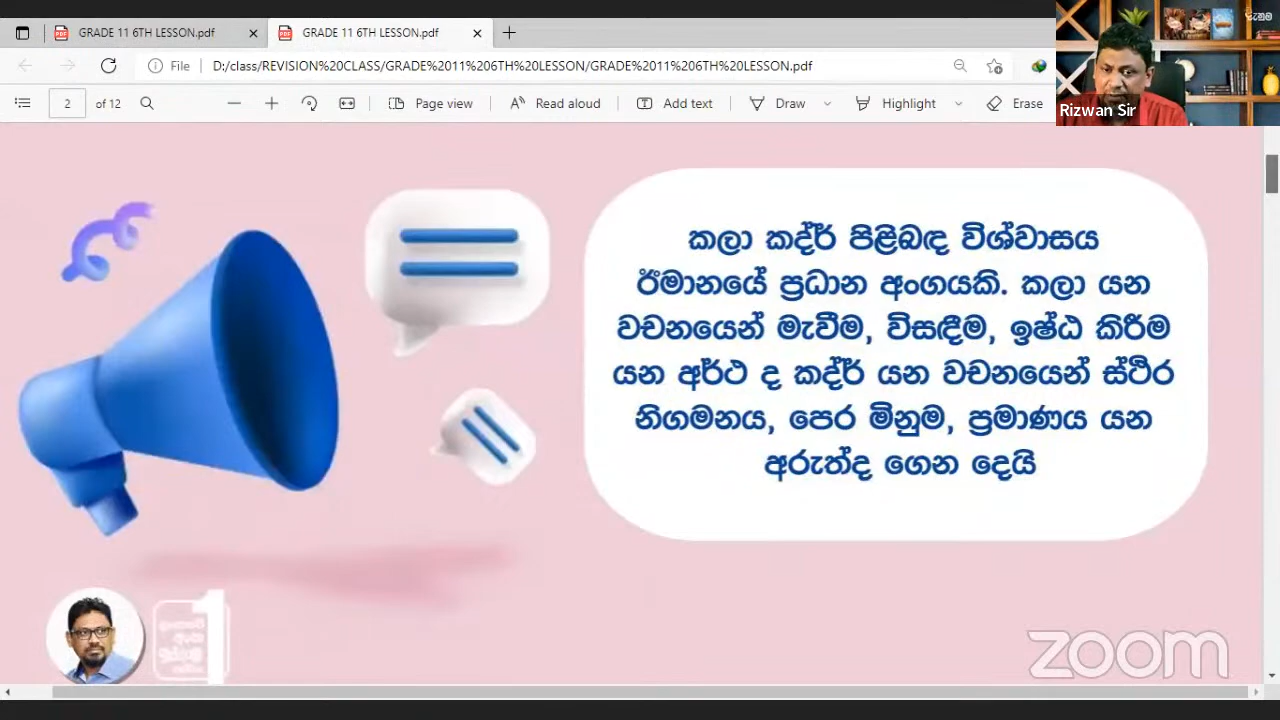 GRADE 11 6TH LESSON.pdf
GRADE 11 6TH LESSON.pdf
File
D:/class/REVISION%20CLASS/GRADE%2011%206TH%20LESSON/GRADE%2011%206TH%20LESSON.pdf
2 of 12
Page view
Read aloud
Add text
Draw
Highlight
Erase
Rizwan Sir
කලා කද්ර් පිළිබඳ විශ්වාසය
ඊමානයේ ප්‍රධාන අංගයකි. කලා යන
වචනයෙන් මැවීම, විසඳීම, ඉෂ්ඨ කිරීම
යන අර්ථ ද කද්ර් යන වචනයෙන් ස්ථිර
නිගමනය, පෙර මිනුම, ප්‍රමාණය යන
අරුත්ද ගෙන දෙයි
1
zoom